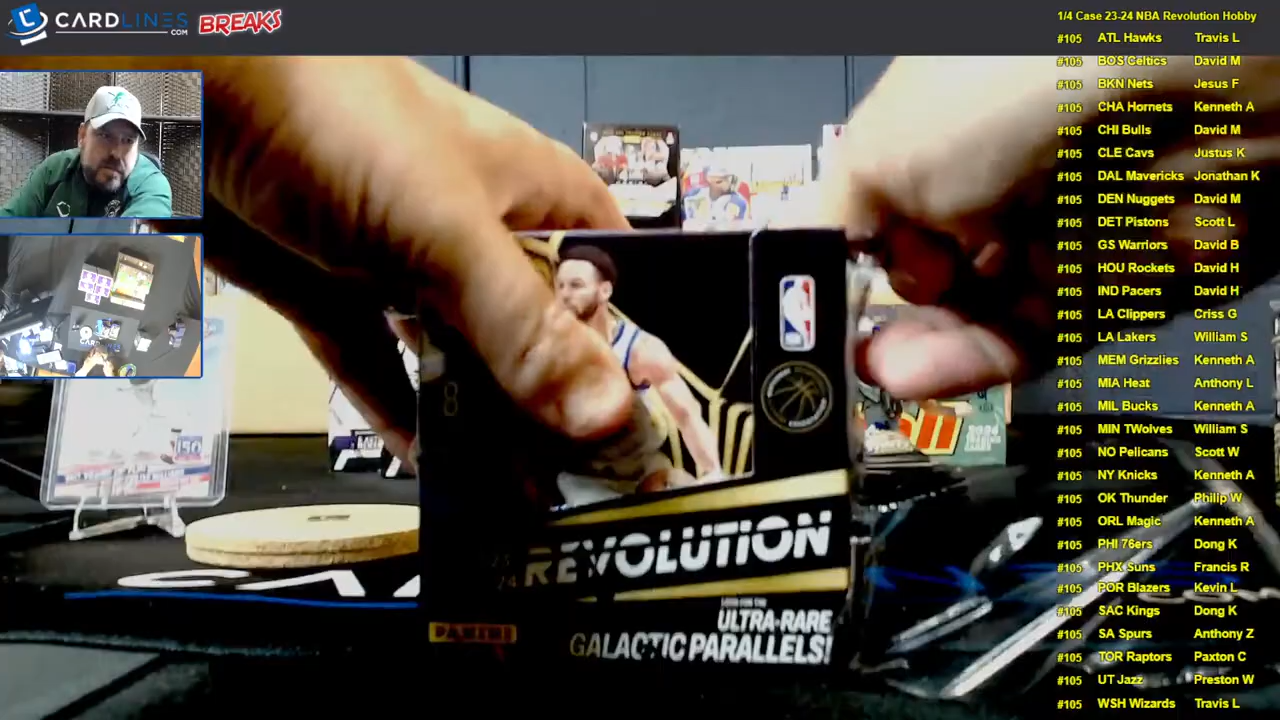 CARDLINES
.COM
BREAKS
1/4 Case 23-24 NBA Revolution Hobby
#105 ATL Hawks Travis L
#105 BOS Celtics David M
#105 BKN Nets Jesus F
#105 CHA Hornets Kenneth A
#105 CHI Bulls David M
#105 CLE Cavs Justus K
#105 DAL Mavericks Jonathan K
#105 DEN Nuggets David M
#105 DET Pistons Scott L
#105 GS Warriors David B
#105 HOU Rockets David H
#105 IND Pacers David H
#105 LA Clippers Criss G
#105 LA Lakers William S
#105 MEM Grizzlies Kenneth A
#105 MIA Heat Anthony L
#105 MIL Bucks Kenneth A
#105 MIN TWolves William S
#105 NO Pelicans Scott W
#105 NY Knicks Kenneth A
#105 OK Thunder Philip W
#105 ORL Magic Kenneth A
#105 PHI 76ers Dong K
#105 PHX Suns Francis R
#105 POR Blazers Kevin L
#105 SAC Kings Dong K
#105 SA Spurs Anthony Z
#105 TOR Raptors Paxton C
#105 UT Jazz Preston W
#105 WSH Wizards Travis L
8
23
24 REVOLUTION
LOOK FOR THE
ULTRA-RARE
GALACTIC PARALLELS!
PANINI